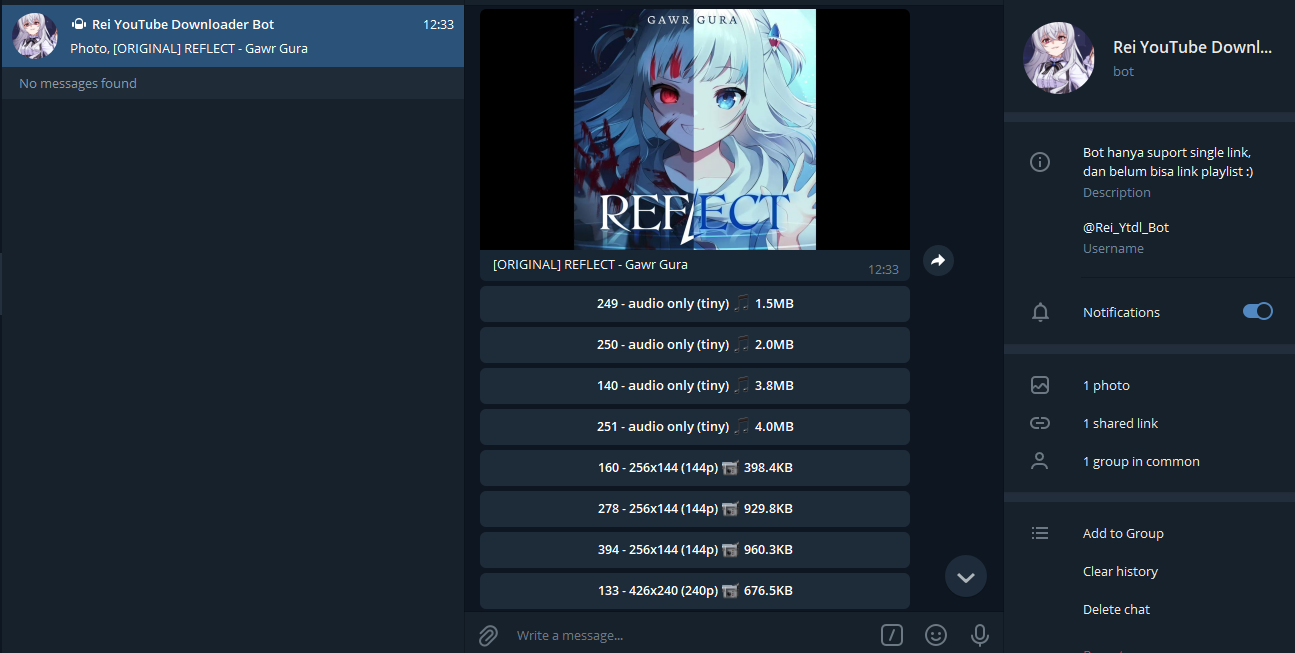 Rei YouTube Downloader Bot
12:33
Photo, [ORIGINAL] REFLECT - Gawr Gura
No messages found
GAWR GURA
REFLECT
[ORIGINAL] REFLECT - Gawr Gura
12:33
249 - audio only (tiny) 🎵 1.5MB
250 - audio only (tiny) 🎵 2.0MB
140 - audio only (tiny) 🎵 3.8MB
251 - audio only (tiny) 🎵 4.0MB
160 - 256x144 (144p) 📹 398.4KB
278 - 256x144 (144p) 📹 929.8KB
394 - 256x144 (144p) 📹 960.3KB
133 - 426x240 (240p) 📹 676.5KB
Write a message...
Rei YouTube Downl...
bot
Bot hanya suport single link,
dan belum bisa link playlist :)
Description
@Rei_Ytdl_Bot
Username
Notifications
1 photo
1 shared link
1 group in common
Add to Group
Clear history
Delete chat